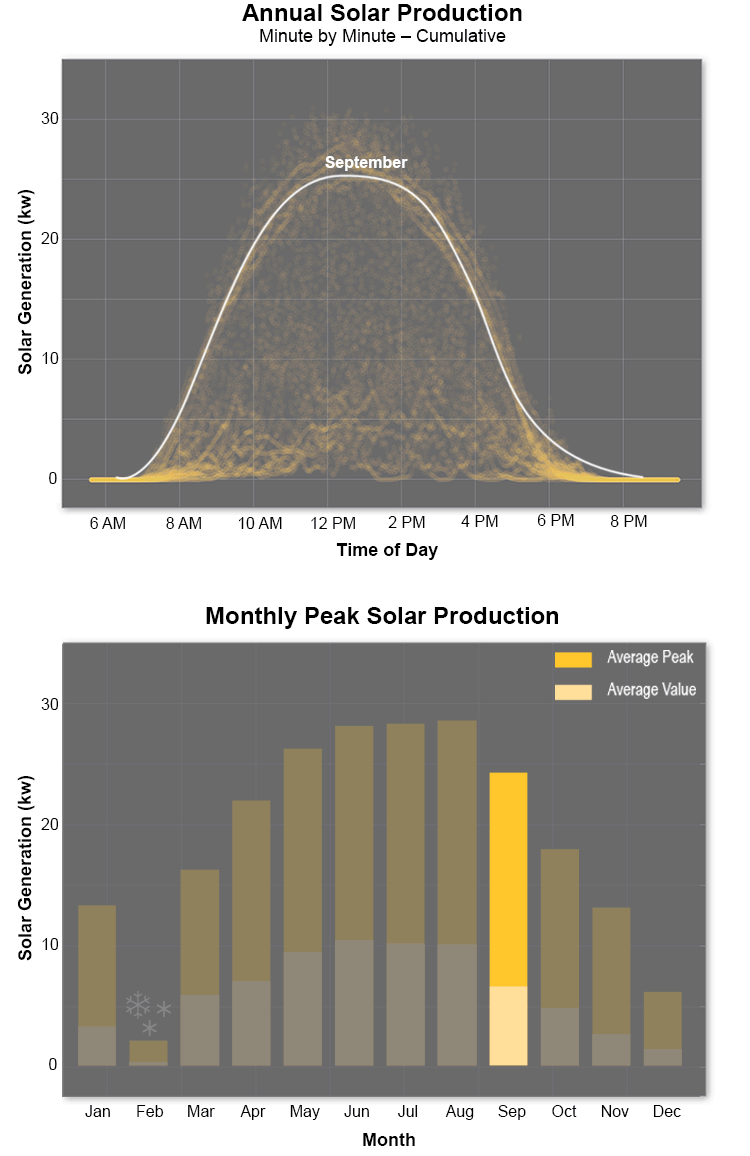 Annual Solar Production
Minute by Minute – Cumulative
30
September
20
10
0
Solar Generation (kw)
6 AM 8 AM 10 AM 12 PM 2 PM 4 PM 6 PM 8 PM
Time of Day
Monthly Peak Solar Production
Average Peak
Average Value
30
20
10
0
Solar Generation (kw)
Jan Feb Mar Apr May Jun Jul Aug Sep Oct Nov Dec
Month